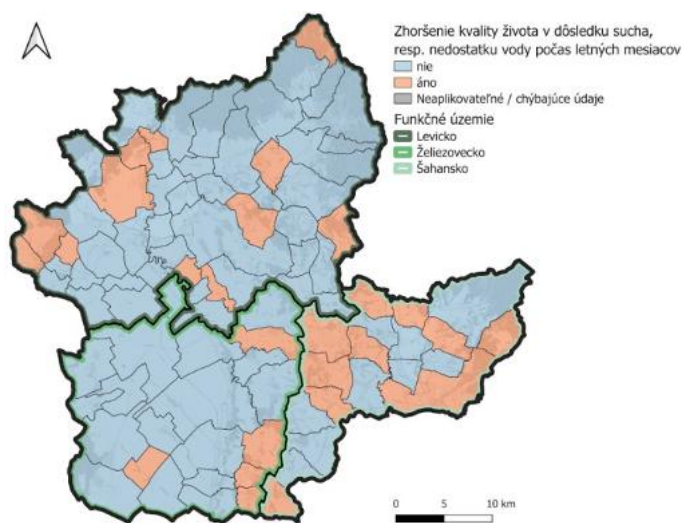 Zhoršenie kvality života v dôsledku sucha,
resp. nedostatku vody počas letných mesiacov
nie
áno
Neaplikovateľné / chýbajúce údaje
Funkčné územie
Levicko
Želiezovecko
Šahansko
0 5 10 km